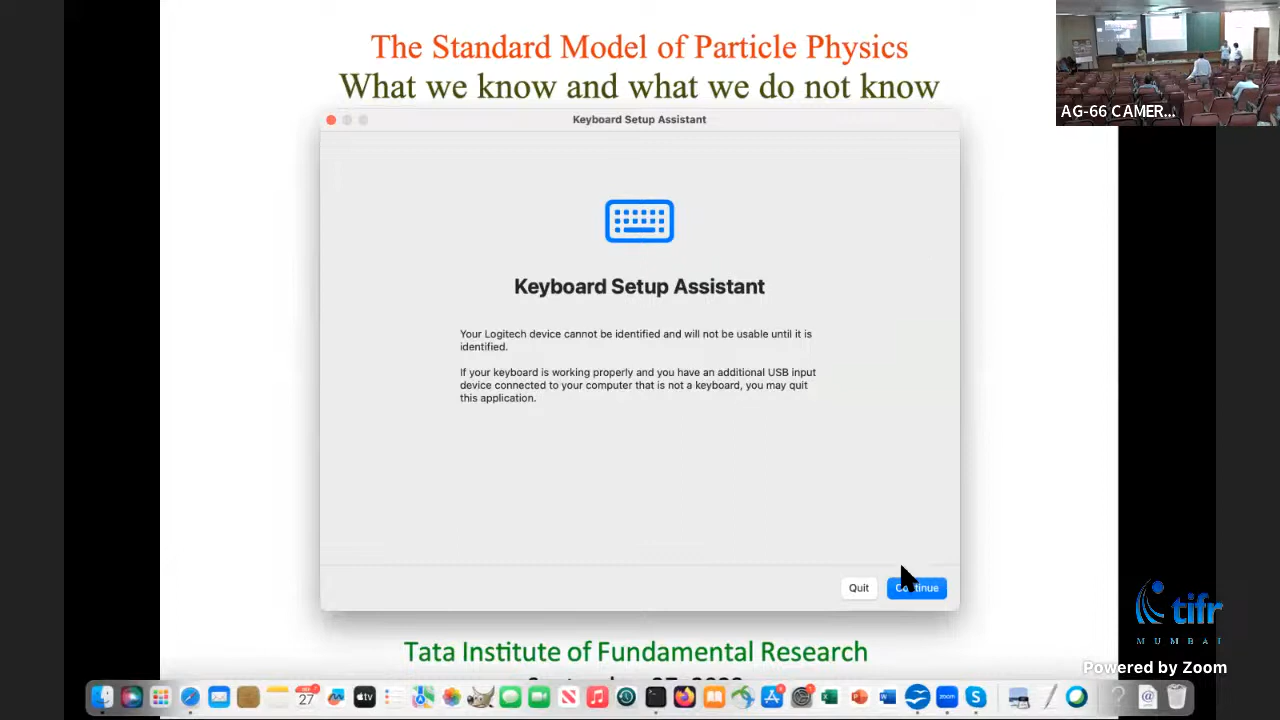 The Standard Model of Particle Physics
What we know and what we do not know
AG-66 CAMER...
Keyboard Setup Assistant
Keyboard Setup Assistant
Your Logitech device cannot be identified and will not be usable until it is
identified.
If your keyboard is working properly and you have an additional USB input
device connected to your computer that is not a keyboard, you may quit
this application.
Quit
Continue
tifr
MUMBAI
Tata Institute of Fundamental Research
Powered by Zoom
27
tv
zoom